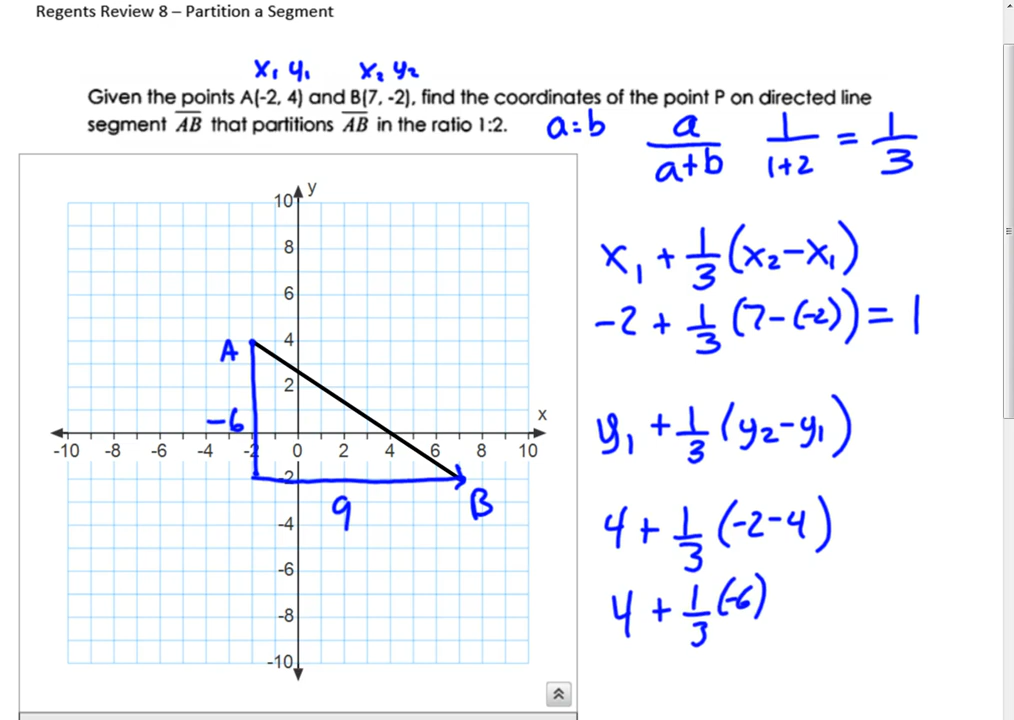 Regents Review 8 – Partition a Segment
x₁ y₁ x₂ y₂
Given the points A(-2, 4) and B(7, -2), find the coordinates of the point P on directed line
segment AB that partitions AB in the ratio 1:2.
a:b a/(a+b) 1/(1+2) = 1/3
x₁ + 1/3 (x₂-x₁)
-2 + 1/3 (7-(-2)) = 1
y₁ + 1/3 (y₂-y₁)
4 + 1/3 (-2-4)
4 + 1/3 (-6)
y
10
8
6
4
2
A
-6
x
-10 -8 -6 -4 -2 0 2 4 6 8 10
-2
9 B
-4
-6
-8
-10